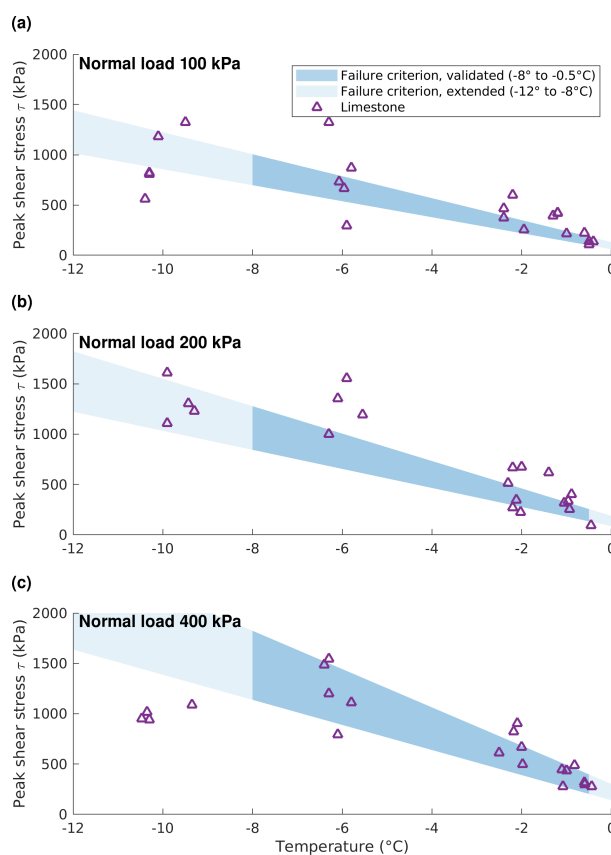 (a)
Normal load 100 kPa
Failure criterion, validated (-8° to -0.5°C)
Failure criterion, extended (-12° to -8°C)
Limestone
Peak shear stress τ (kPa)
2000
1500
1000
500
0
-12 -10 -8 -6 -4 -2 0
(b)
Normal load 200 kPa
Peak shear stress τ (kPa)
2000
1500
1000
500
0
-12 -10 -8 -6 -4 -2 0
(c)
Normal load 400 kPa
Peak shear stress τ (kPa)
2000
1500
1000
500
0
-12 -10 -8 -6 -4 -2 0
Temperature (°C)